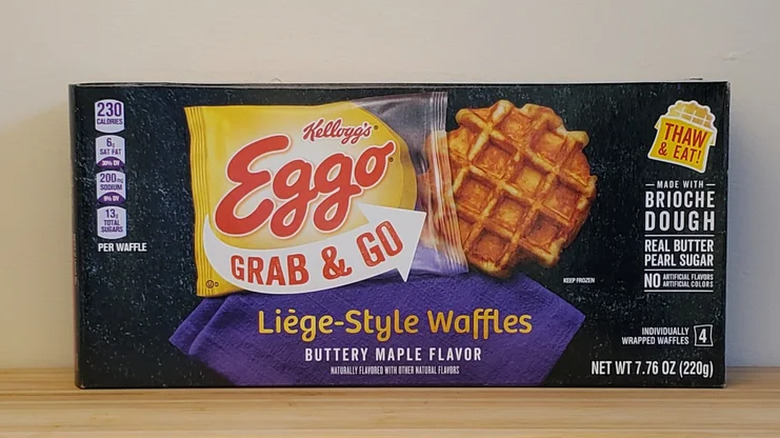 230
CALORIES
6g
SAT FAT
30% DV
200mg
SODIUM
9% DV
13g
TOTAL
SUGARS
PER WAFFLE
Kellogg's®
Eggo®
GRAB & GO
THAW
& EAT!
MADE WITH
BRIOCHE
DOUGH
REAL BUTTER
PEARL SUGAR
NO ARTIFICIAL FLAVORS
ARTIFICIAL COLORS
KEEP FROZEN
Liège-Style Waffles
BUTTERY MAPLE FLAVOR
NATURALLY FLAVORED WITH OTHER NATURAL FLAVORS
INDIVIDUALLY
WRAPPED WAFFLES 4
NET WT 7.76 OZ (220g)